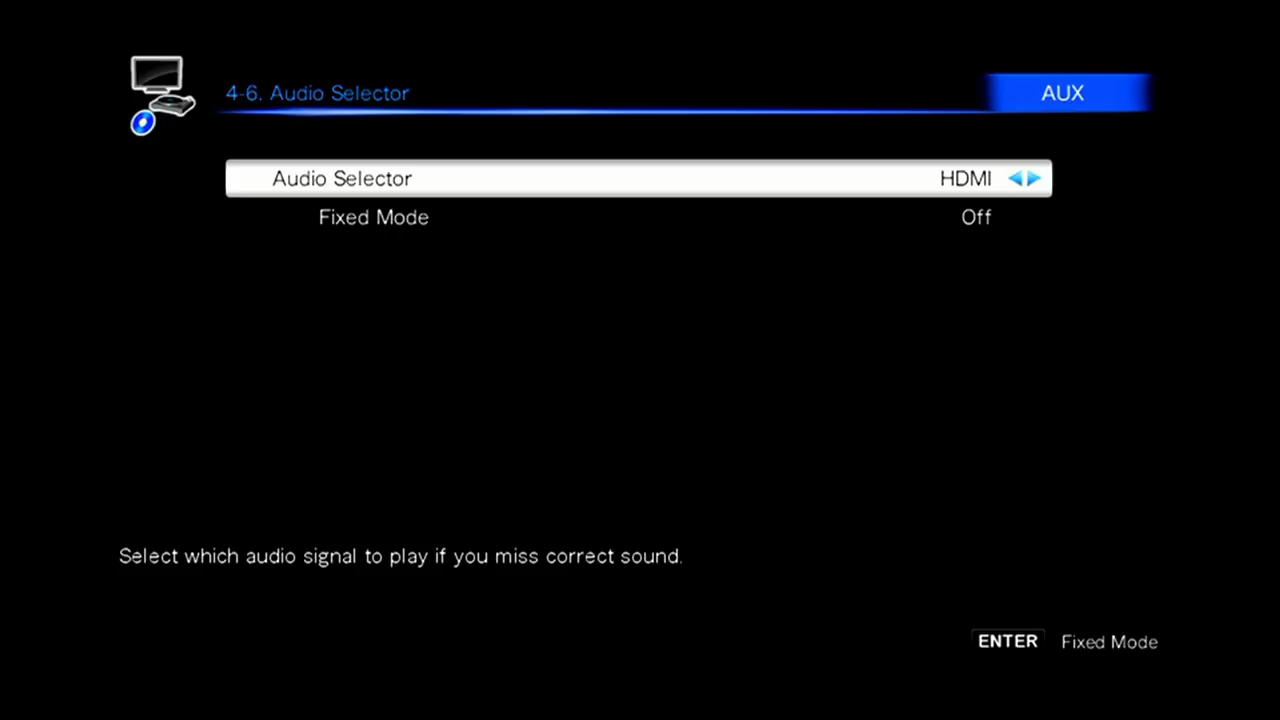 4-6. Audio Selector
AUX
Audio Selector HDMI
Fixed Mode Off
Select which audio signal to play if you miss correct sound.
ENTER Fixed Mode